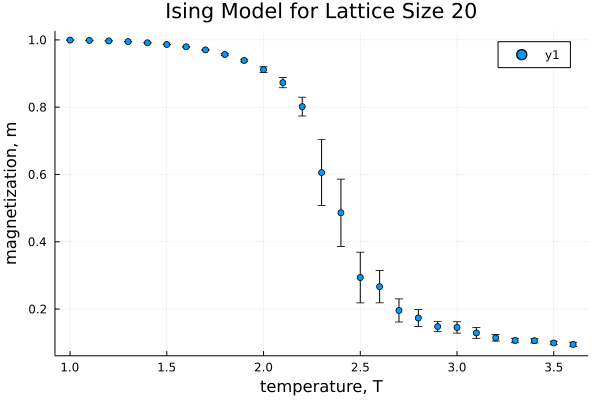 Ising Model for Lattice Size 20
y1
magnetization, m
1.0
0.8
0.6
0.4
0.2
1.0 1.5 2.0 2.5 3.0 3.5
temperature, T